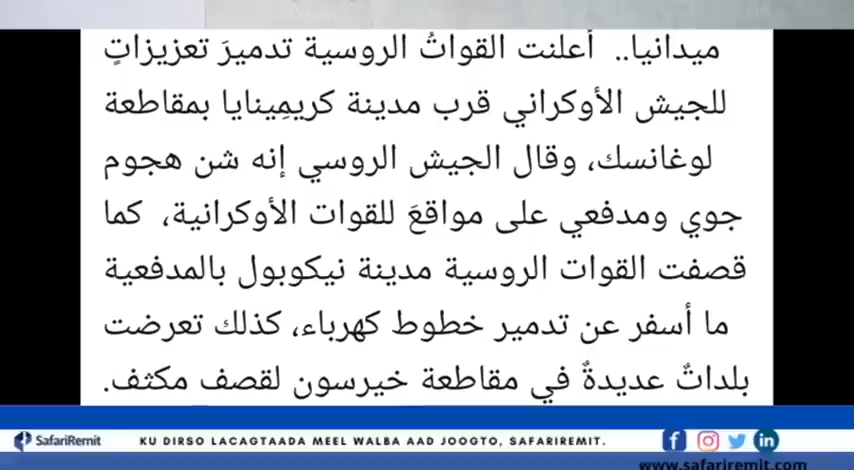 ميدانيا.. أعلنت القواتُ الروسية تدميرَ تعزيزاتٍ
للجيش الأوكراني قرب مدينة كريمِينايا بمقاطعة
لوغانسك، وقال الجيش الروسي إنه شن هجوم
جوي ومدفعي على مواقعَ للقوات الأوكرانية، كما
قصفت القوات الروسية مدينة نيكوبول بالمدفعية
ما أسفر عن تدمير خطوط كهرباء، كذلك تعرضت
بلداتٌ عديدةٌ في مقاطعة خيرسون لقصف مكثف.
SafariRemit
KU DIRSO LACAGTAADA MEEL WALBA AAD JOOGTO, SAFARIREMIT.
www.safariremit.com